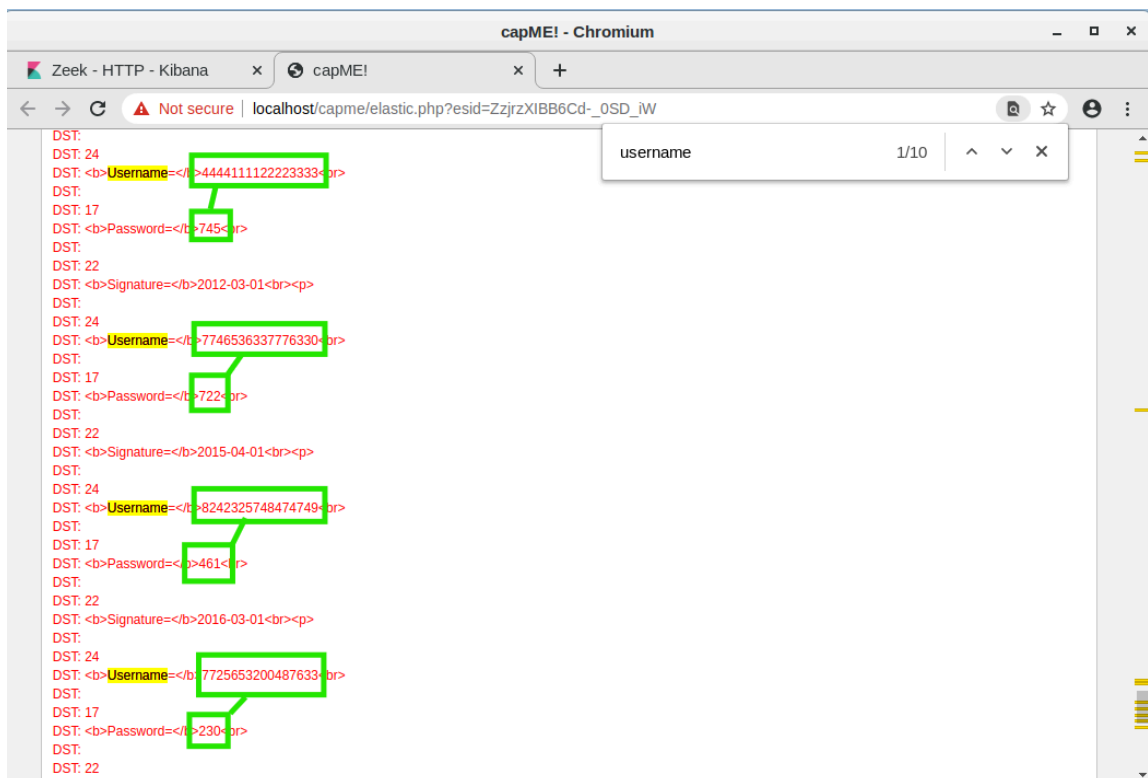 capME! - Chromium
Zeek - HTTP - Kibana
capME!
Not secure
localhost/capme/elastic.php?esid=ZzjrzXIBB6Cd-_0SD_iW
username
1/10
DST:
DST: 24
DST: <b>Username=</b>4444111122223333<br>
DST:
DST: 17
DST: <b>Password=</b>745<br>
DST:
DST: 22
DST: <b>Signature=</b>2012-03-01<br><p>
DST:
DST: 24
DST: <b>Username=</b>7746536337776330<br>
DST:
DST: 17
DST: <b>Password=</b>722<br>
DST:
DST: 22
DST: <b>Signature=</b>2015-04-01<br><p>
DST:
DST: 24
DST: <b>Username=</b>8242325748474749<br>
DST:
DST: 17
DST: <b>Password=</b>461<br>
DST:
DST: 22
DST: <b>Signature=</b>2016-03-01<br><p>
DST:
DST: 24
DST: <b>Username=</b>7725653200487633<br>
DST:
DST: 17
DST: <b>Password=</b>230<br>
DST:
DST: 22